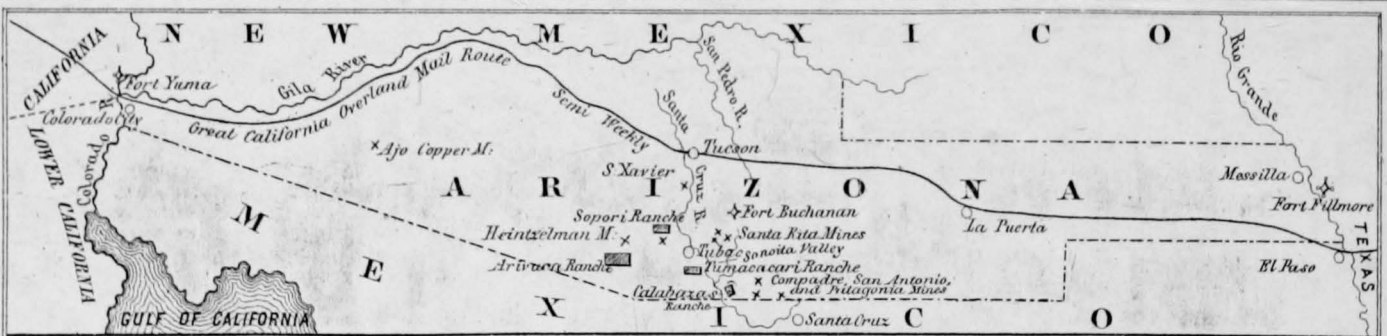 NEW MEXICO
CALIFORNIA
Fort Yuma
Gila River
San Pedro R
Rio Grande
Great California Overland Mail Route Semi Weekly
Colorado City
LOWER CALIFORNIA
Colorado R
Ajo Copper M.
Santa Cruz R.
Tucson
S Xavier
Messilla
ARIZONA
Fort Fillmore
Sopori Ranche
Fort Buchanan
La Puerta
Heintzelman M.
Santa Rita Mines
Tubac
Sonoita Valley
TEXAS
Arivaca Ranche
Tumacacari Ranche
El Paso
Compadre, San Antonio,
and Patagonia Mines
Calabazas
Ranche
MEXICO
GULF OF CALIFORNIA
Santa Cruz